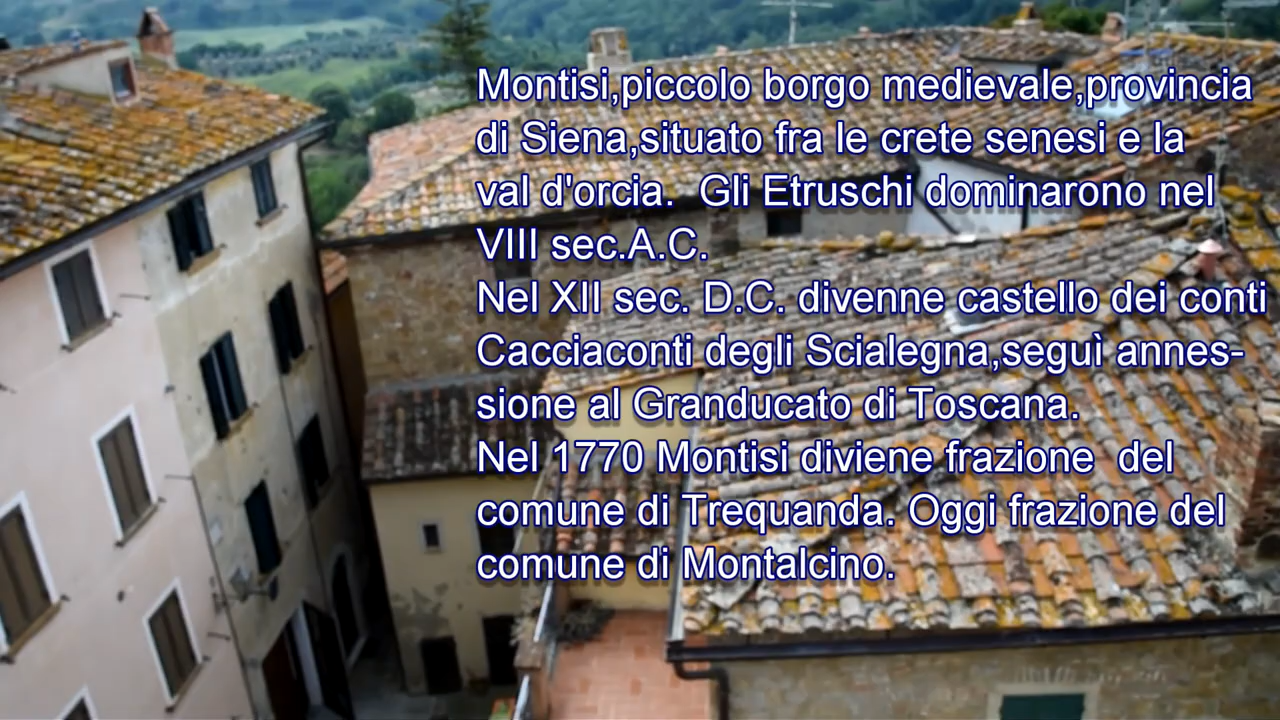 Montisi,piccolo borgo medievale,provincia
di Siena,situato fra le crete senesi e la
val d'orcia.  Gli Etruschi dominarono nel
VIII sec.A.C.
Nel XII sec. D.C. divenne castello dei conti
Cacciaconti degli Scialegna,seguì annes-
sione al Granducato di Toscana.
Nel 1770 Montisi diviene frazione  del
comune di Trequanda. Oggi frazione del
comune di Montalcino.